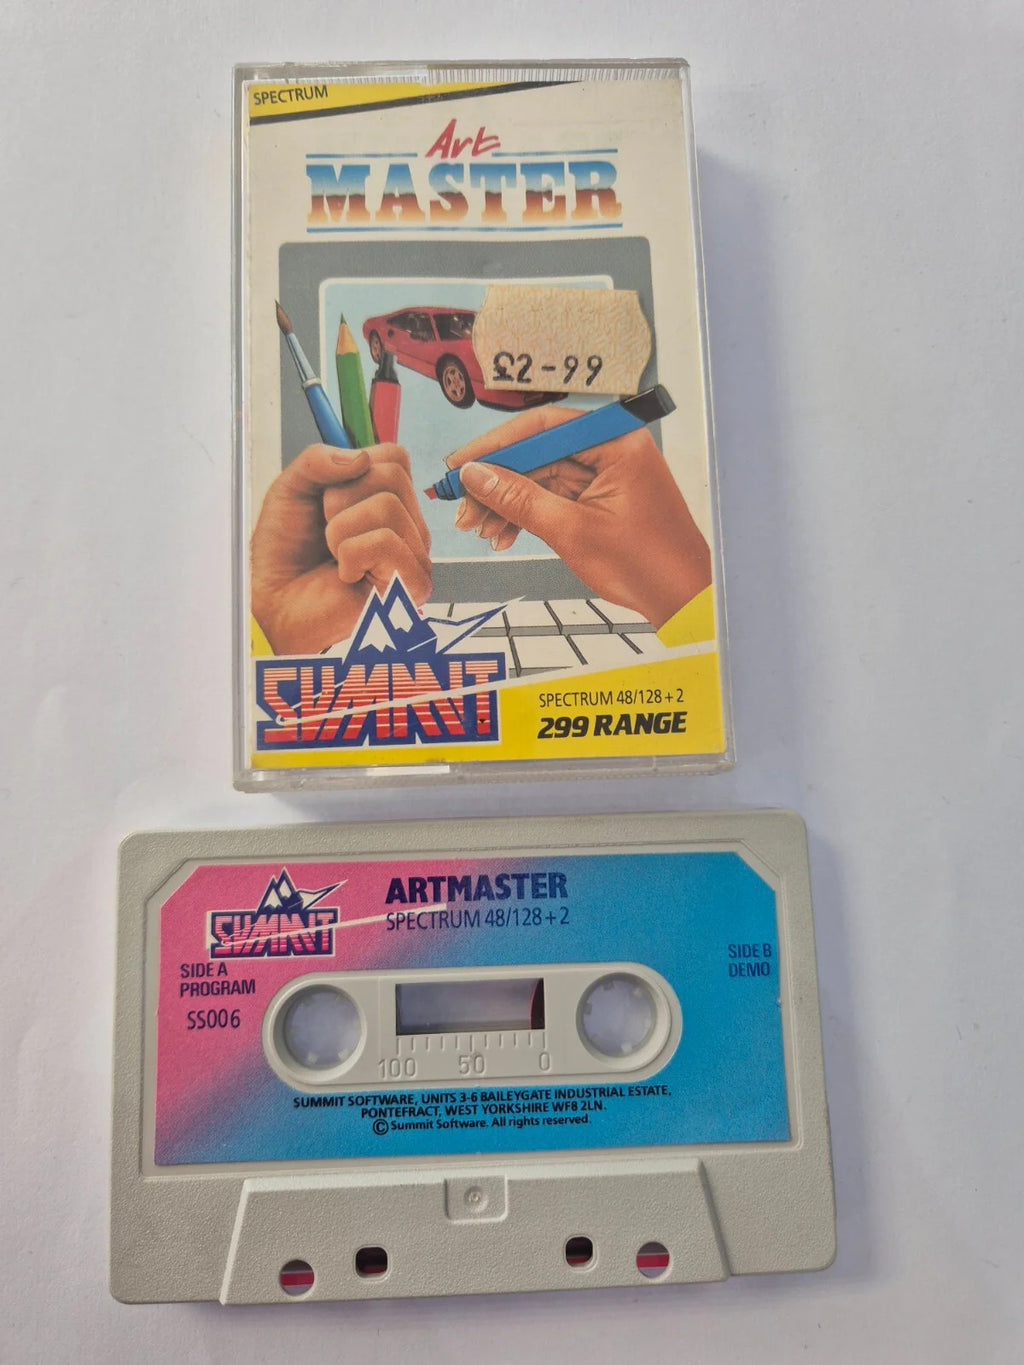 SPECTRUM
Art
MASTER
£2-99
SUMMIT
SPECTRUM 48/128+2
299 RANGE
SUMMIT
ARTMASTER
SPECTRUM 48/128+2
SIDE A
PROGRAM
SS006
SIDE B
DEMO
100 50 0
SUMMIT SOFTWARE, UNITS 3-6 BAILEYGATE INDUSTRIAL ESTATE,
PONTEFRACT, WEST YORKSHIRE WF8 2LN.
© Summit Software. All rights reserved.